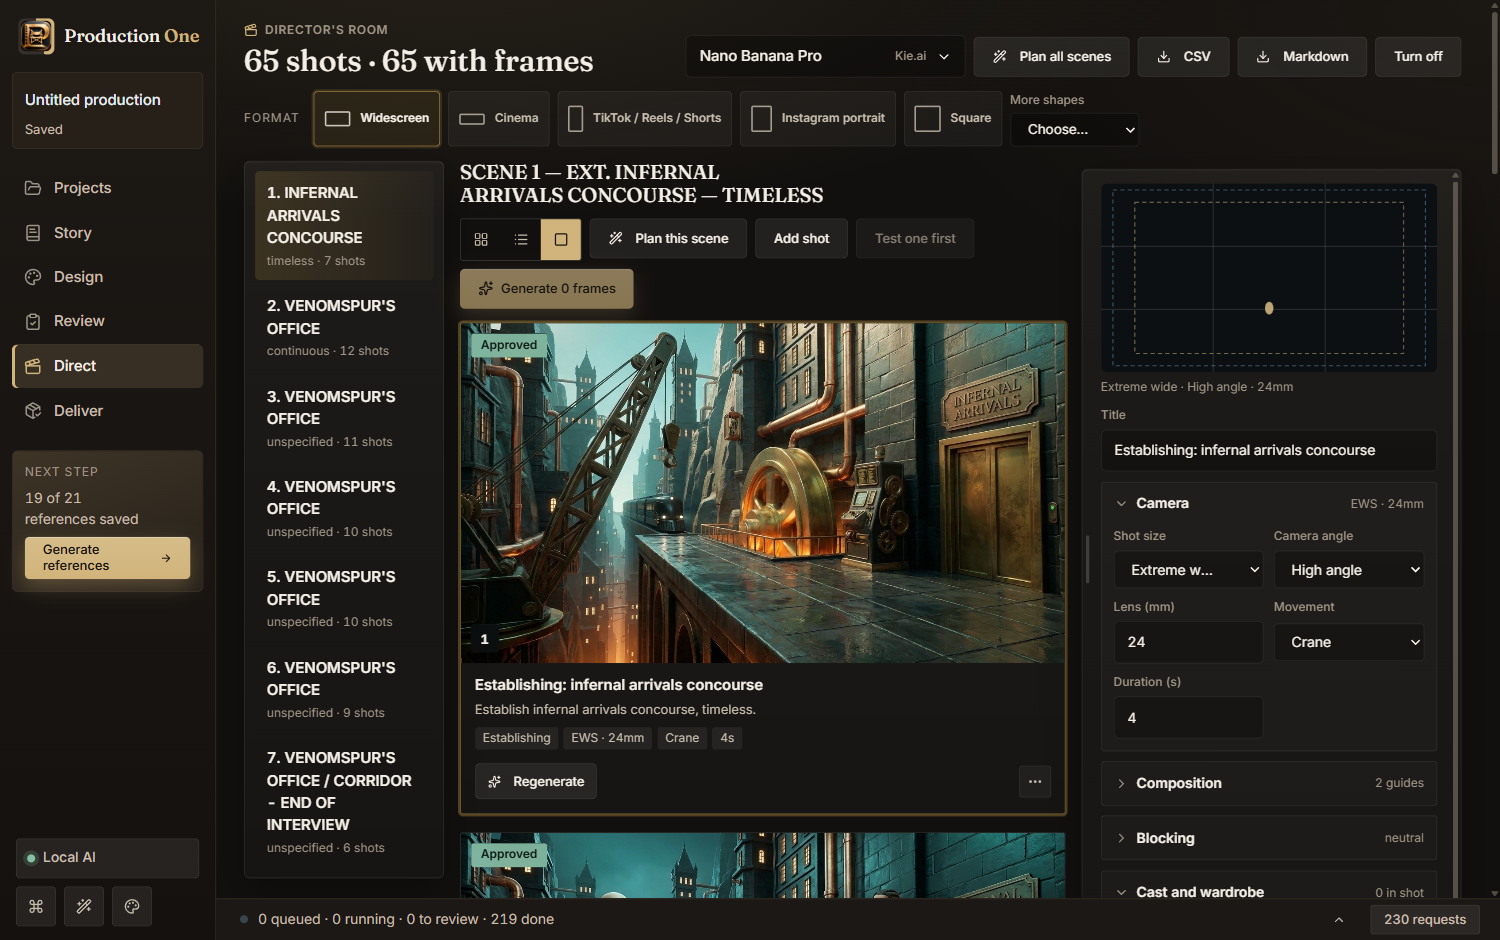 Production One
Untitled production
Saved
Projects
Story
Design
Review
Direct
Deliver
NEXT STEP
19 of 21
references saved
Generate
references
Local AI
DIRECTOR'S ROOM
65 shots · 65 with frames
Nano Banana Pro
Kie.ai
Plan all scenes
CSV
Markdown
Turn off
FORMAT
Widescreen
Cinema
TikTok / Reels / Shorts
Instagram portrait
Square
More shapes
Choose...
1. INFERNAL
ARRIVALS
CONCOURSE
timeless · 7 shots
2. VENOMSPUR'S
OFFICE
continuous · 12 shots
3. VENOMSPUR'S
OFFICE
unspecified · 11 shots
4. VENOMSPUR'S
OFFICE
unspecified · 10 shots
5. VENOMSPUR'S
OFFICE
unspecified · 10 shots
6. VENOMSPUR'S
OFFICE
unspecified · 9 shots
7. VENOMSPUR'S
OFFICE / CORRIDOR
- END OF
INTERVIEW
unspecified · 6 shots
SCENE 1 — EXT. INFERNAL
ARRIVALS CONCOURSE — TIMELESS
Plan this scene
Add shot
Test one first
Generate 0 frames
Approved
INFERNAL
ARRIVALS
1
Establishing: infernal arrivals concourse
Establish infernal arrivals concourse, timeless.
Establishing
EWS · 24mm
Crane
4s
Regenerate
Approved
Extreme wide · High angle · 24mm
Title
Establishing: infernal arrivals concourse
Camera
EWS · 24mm
Shot size
Camera angle
Extreme w...
High angle
Lens (mm)
Movement
24
Crane
Duration (s)
4
Composition
2 guides
Blocking
neutral
Cast and wardrobe
0 in shot
0 queued · 0 running · 0 to review · 219 done
230 requests